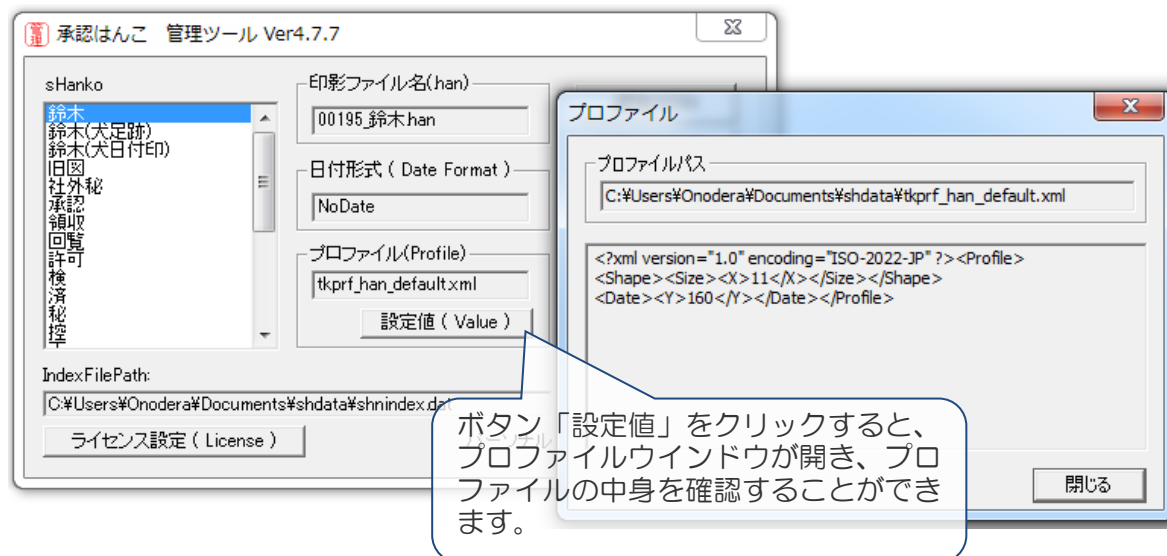 承認はんこ　管理ツール Ver4.7.7
sHanko
鈴木
鈴木(犬足跡)
鈴木(犬日付印)
旧図
社外秘
承認
領収
回覧
許可
検
済
秘
控
印影ファイル名(han)
00195_鈴木.han
日付形式 ( Date Format )
NoDate
プロファイル(Profile)
tkprf_han_default.xml
設定値 ( Value )
IndexFilePath:
C:¥Users¥Onodera¥Documents¥shdata¥shnindex.dat
ライセンス設定 ( License )
パーソナル
プロファイル
プロファイルパス
C:¥Users¥Onodera¥Documents¥shdata¥tkprf_han_default.xml
<?xml version="1.0" encoding="ISO-2022-JP" ?><Profile>
<Shape><Size><X>11</X></Size></Shape>
<Date><Y>160</Y></Date></Profile>
閉じる
ボタン「設定値」をクリックすると、
プロファイルウインドウが開き、プロ
ファイルの中身を確認することができ
ます。